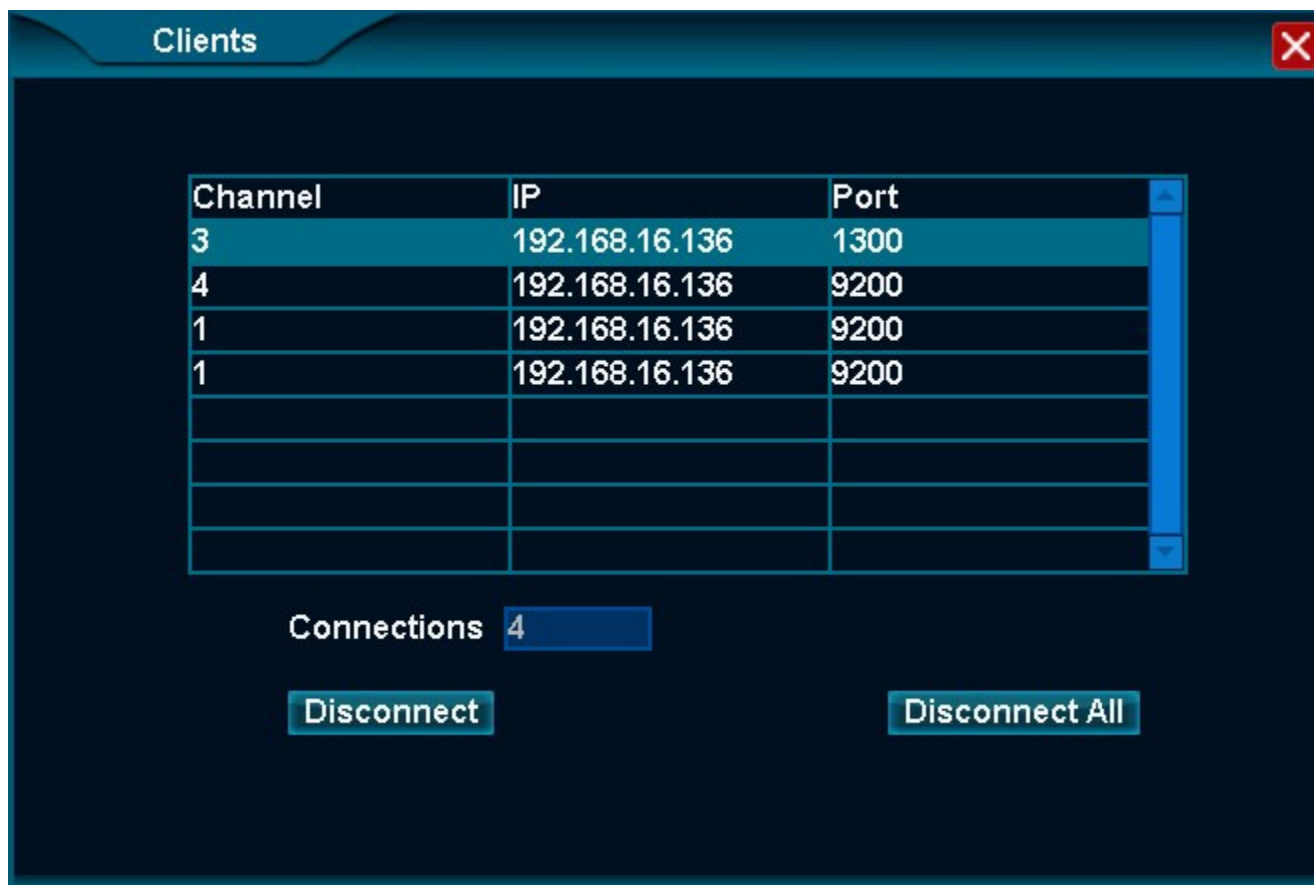 Clients
Channel IP Port
3 192.168.16.136 1300
4 192.168.16.136 9200
1 192.168.16.136 9200
1 192.168.16.136 9200
Connections 4
Disconnect Disconnect All